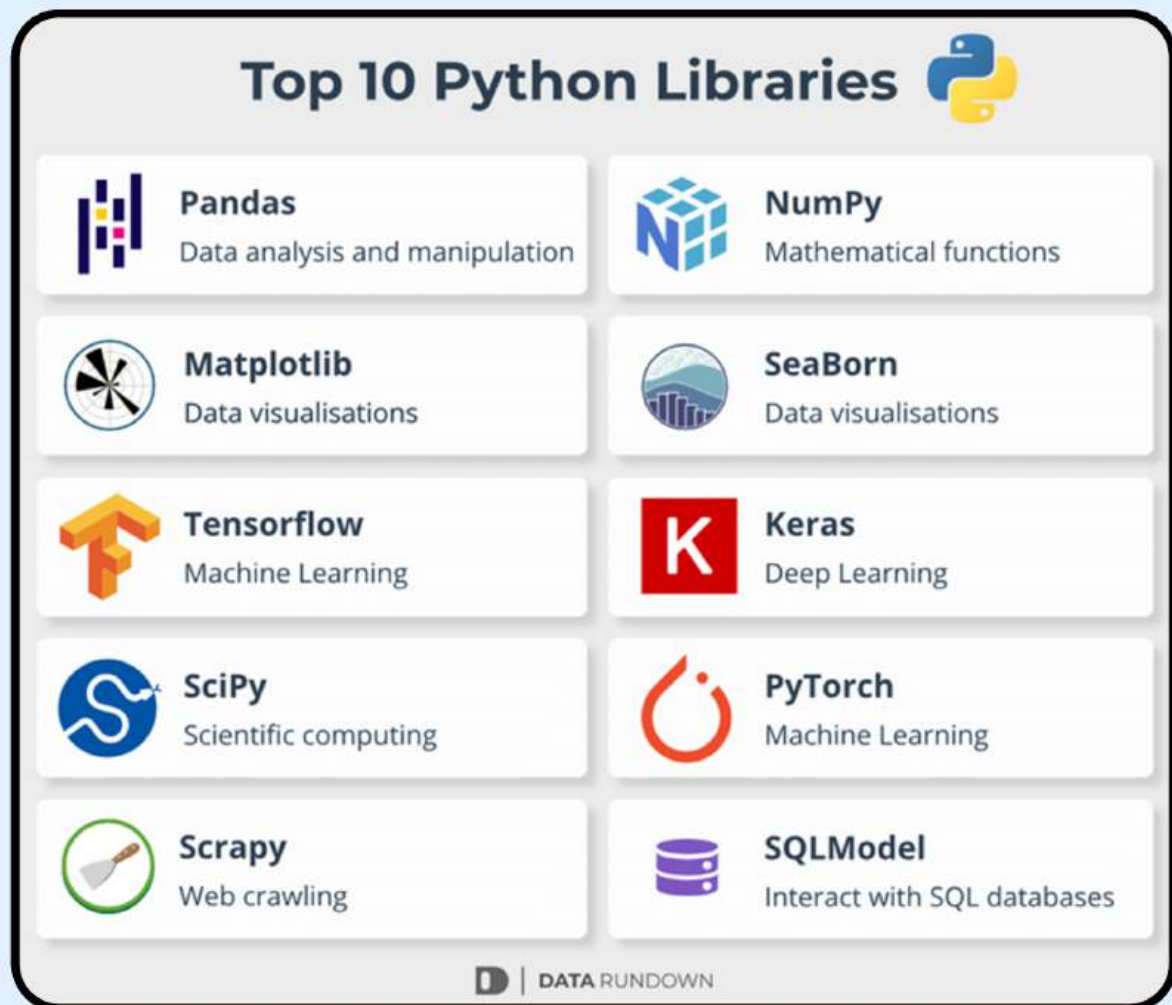 Top 10 Python Libraries
Pandas
Data analysis and manipulation
NumPy
Mathematical functions
Matplotlib
Data visualisations
SeaBorn
Data visualisations
Tensorflow
Machine Learning
K
Keras
Deep Learning
SciPy
Scientific computing
PyTorch
Machine Learning
Scrapy
Web crawling
SQLModel
Interact with SQL databases
D | DATA RUNDOWN